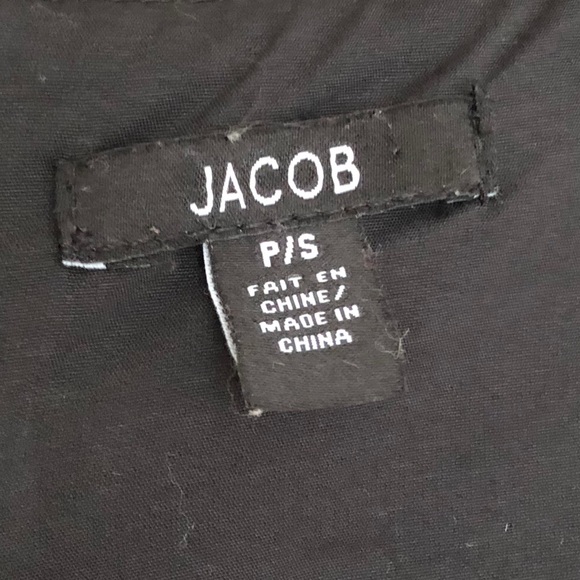 JACOB
P/S
FAIT EN
CHINE/
MADE IN
CHINA